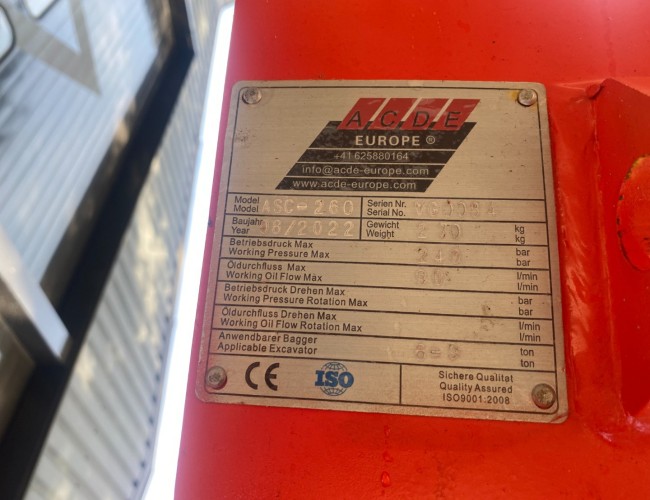 A C D E
EUROPE ®
+41 625880164
info@acde-europe.com
www.acde-europe.com
Model ASC-260 Serien Nr.
Model Serial No.
Baujahr 08/2022 Gewicht kg
Year Weight kg
Betriebsdruck Max bar
Working Pressure Max bar
Öldurchfluss Max l/min
Working Oil Flow Max l/min
Betriebsdruck Drehen Max bar
Working Pressure Rotation Max bar
Öldurchfluss Drehen Max l/min
Working Oil Flow Rotation Max l/min
Anwendbarer Bagger ton
Applicable Excavator ton
CE ISO
Sichere Qualitat
Quality Assured
ISO9001:2008